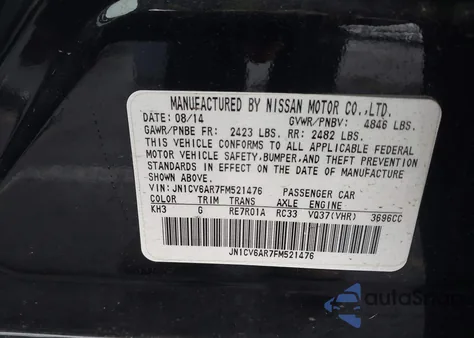 MANUFACTURED BY NISSAN MOTOR CO.,LTD.
DATE: 08/14 GVWR/PNBV: 4846 LBS.
GAWR/PNBE FR: 2423 LBS. RR: 2482 LBS.
THIS VEHICLE CONFORMS TO ALL APPLICABLE FEDERAL
MOTOR VEHICLE SAFETY, BUMPER, AND THEFT PREVENTION
STANDARDS IN EFFECT ON THE DATE OF MANUFACTURE
SHOWN ABOVE.
VIN: JN1CV6AR7FM521476 PASSENGER CAR
COLOR TRIM TRANS AXLE ENGINE
KH3 G RE7R01A RC33 VQ37(VHR) 3696CC
JN1CV6AR7FM521476